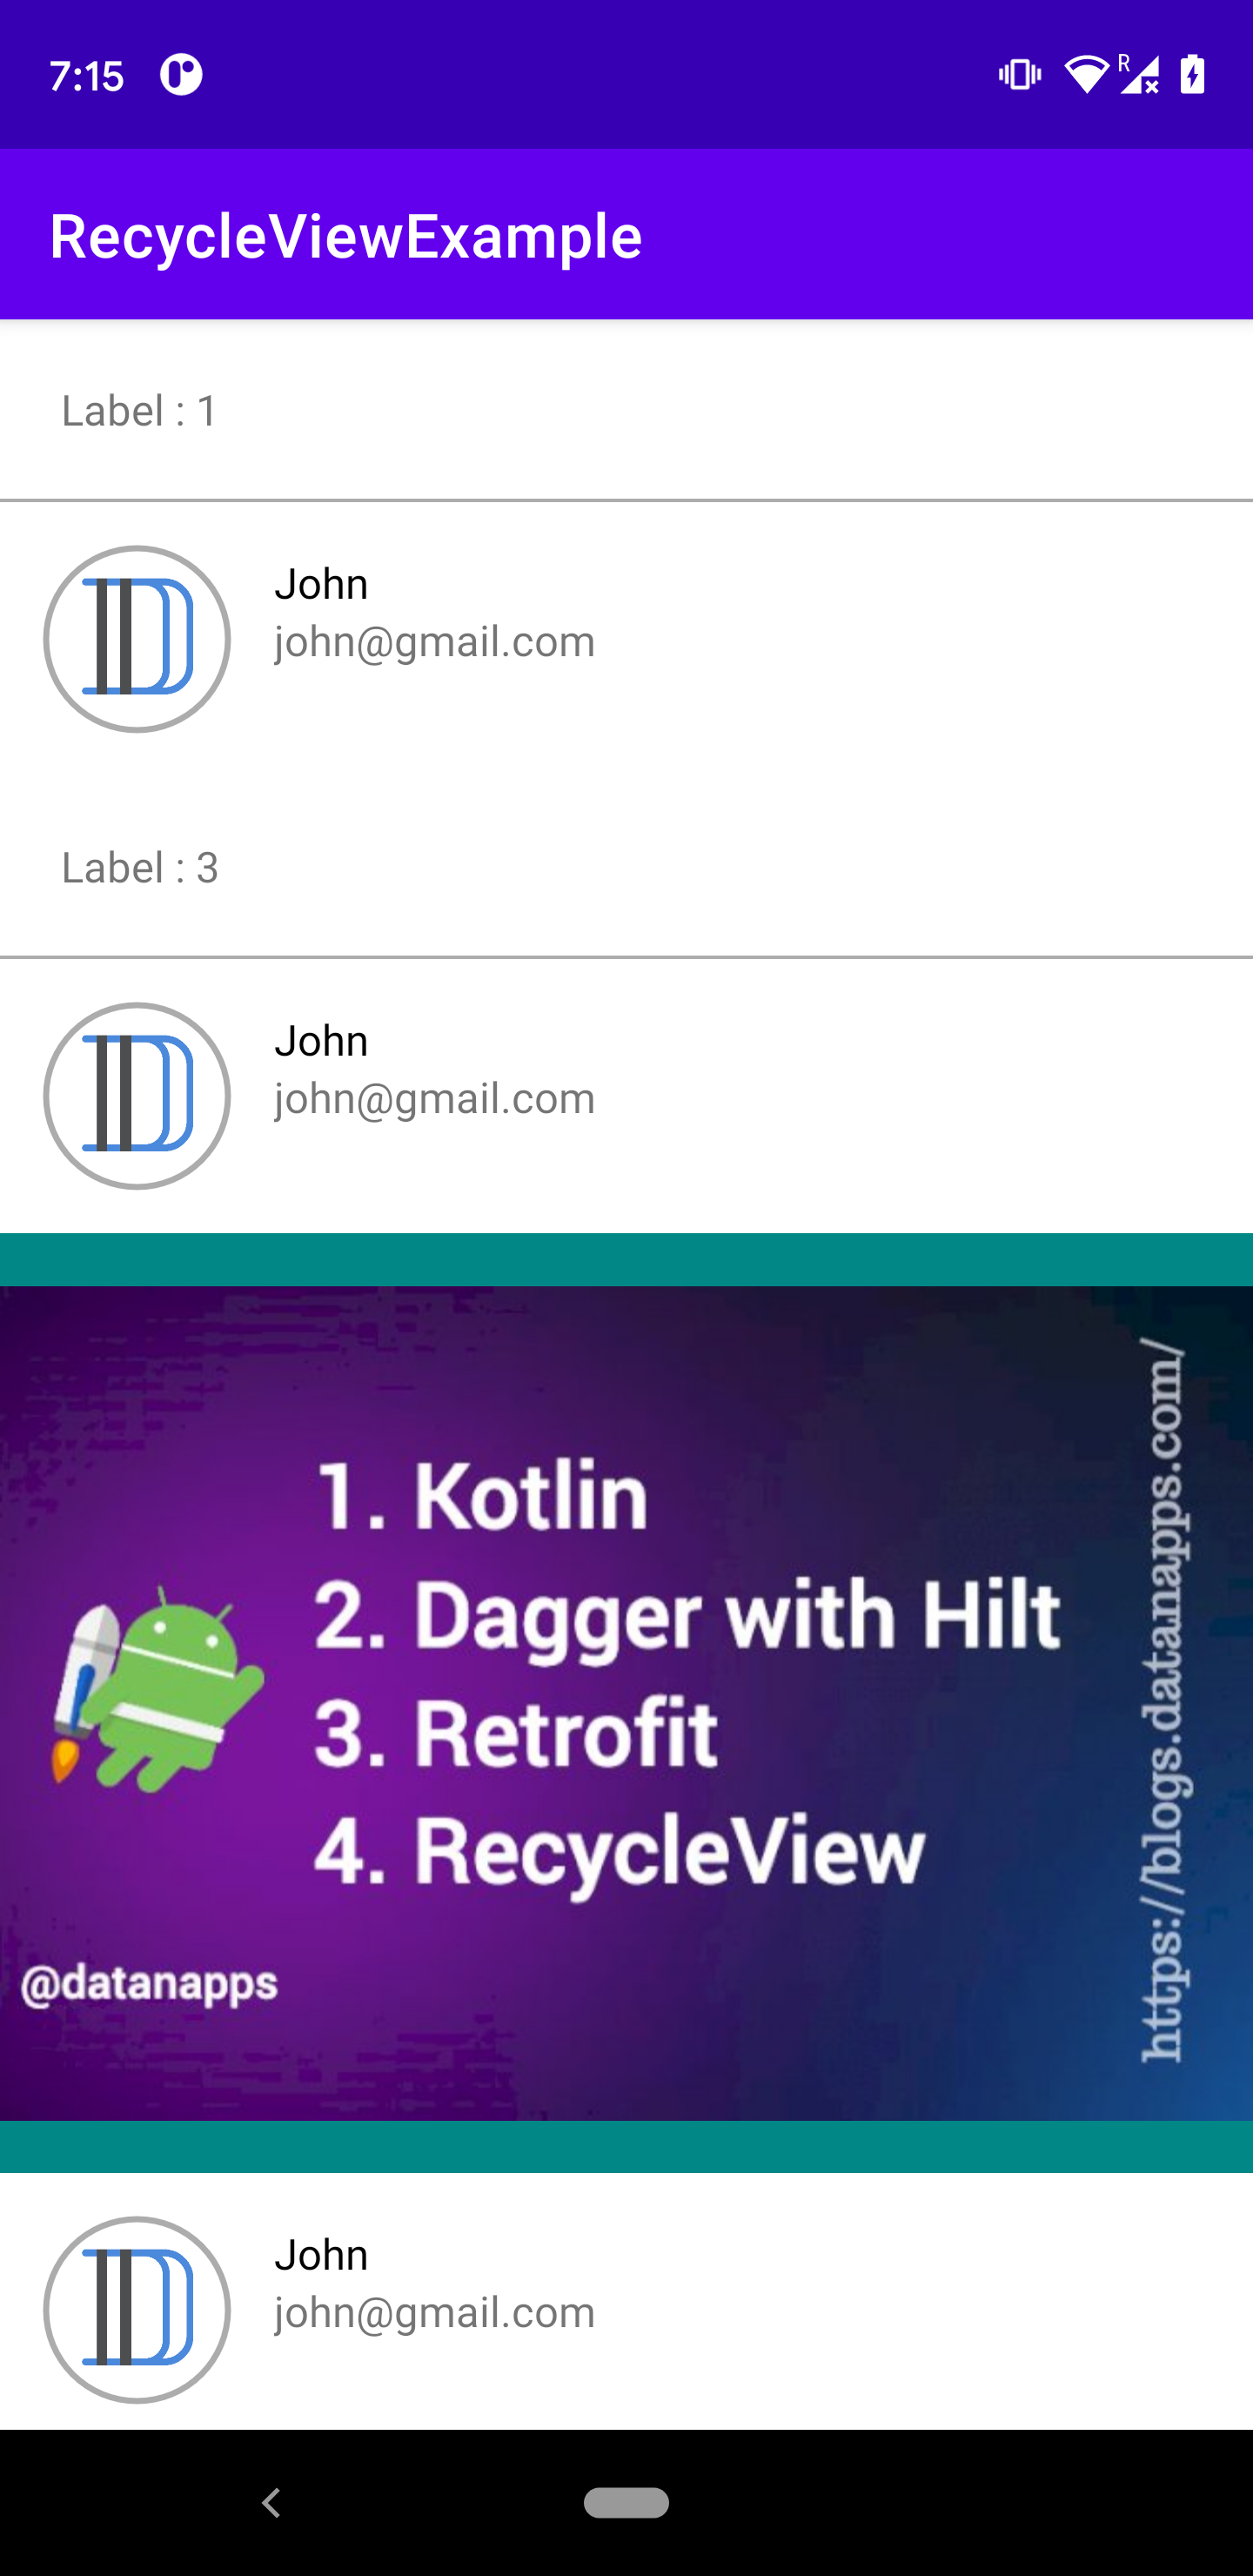 7:15
R
RecycleViewExample
Label : 1
John
john@gmail.com
Label : 3
John
john@gmail.com
1. Kotlin
2. Dagger with Hilt
3. Retrofit
4. RecycleView
@datanapps
https://blogs.datanapps.com/
John
john@gmail.com